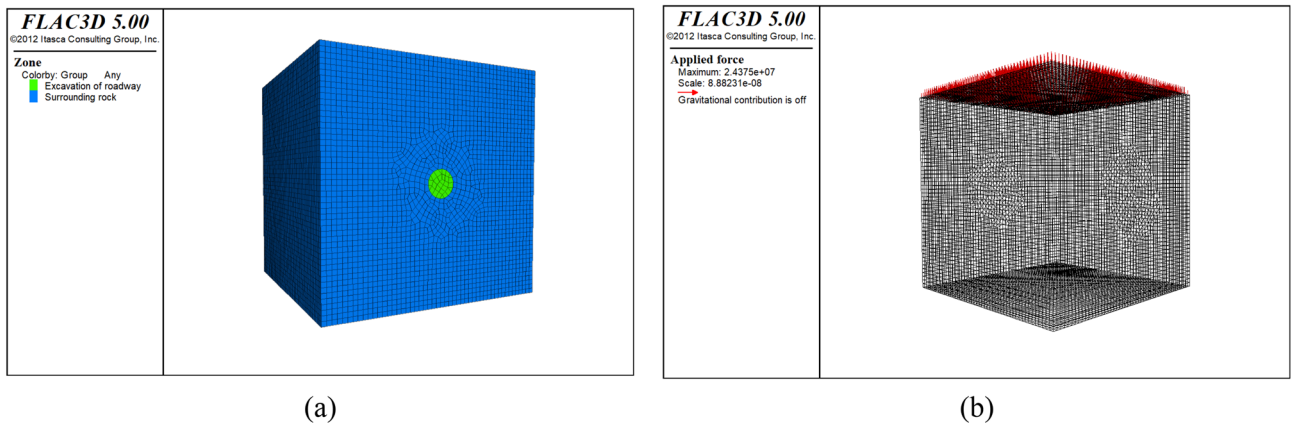 FLAC3D 5.00
©2012 Itasca Consulting Group, Inc.
Zone
Colorby: Group Any
Excavation of roadway
Surrounding rock
(a)
FLAC3D 5.00
©2012 Itasca Consulting Group, Inc.
Applied force
Maximum: 2.4375e+07
Scale: 8.88231e-08
Gravitational contribution is off
(b)